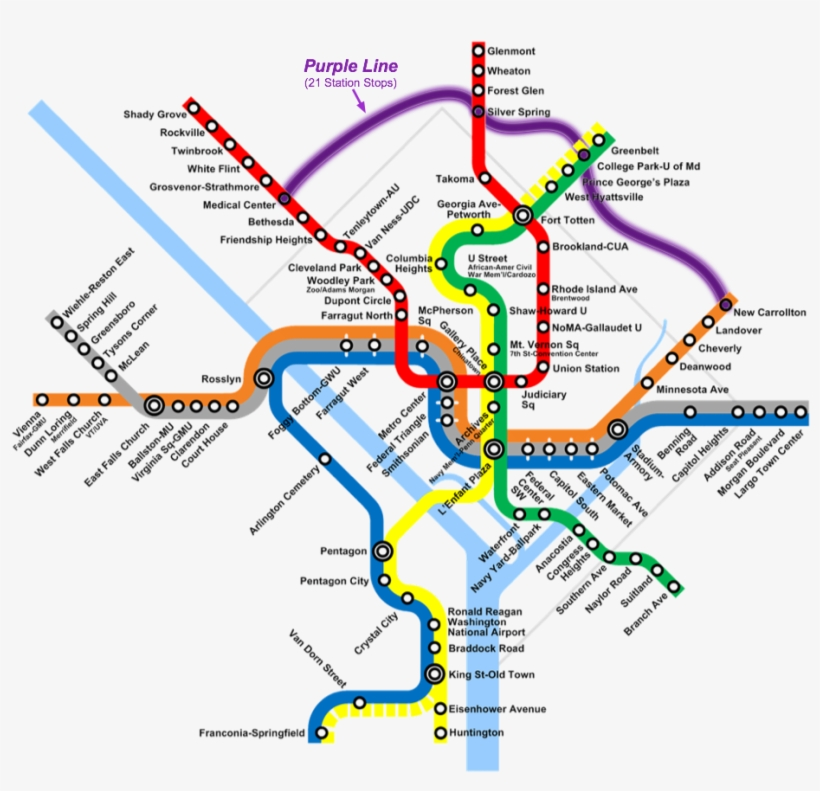 Purple Line
(21 Station Stops)
Glenmont
Wheaton
Forest Glen
Silver Spring
Shady Grove
Rockville
Twinbrook
White Flint
Grosvenor-Strathmore
Medical Center
Bethesda
Friendship Heights
Tenleytown-AU
Van Ness-UDC
Cleveland Park
Woodley Park
Zoo/Adams Morgan
Dupont Circle
Farragut North
Takoma
Georgia Ave-
Petworth
Fort Totten
Greenbelt
College Park-U of Md
Prince George's Plaza
West Hyattsville
Columbia
Heights
U Street
African-Amer Civil
War Mem'l/Cardozo
Brookland-CUA
Rhode Island Ave
Brentwood
Shaw-Howard U
NoMA-Gallaudet U
Mt. Vernon Sq
7th St-Convention Center
Union Station
Judiciary
Sq
McPherson
Sq
Gallery Place
Chinatown
New Carrollton
Landover
Cheverly
Deanwood
Minnesota Ave
Wiehle-Reston East
Spring Hill
Greensboro
Tysons Corner
McLean
Rosslyn
Vienna
Fairfax-GMU
Dunn Loring
Merrifield
West Falls Church
VT/UVA
East Falls Church
Ballston-MU
Virginia Sq-GMU
Clarendon
Court House
Foggy Bottom-GWU
Farragut West
Metro Center
Federal Triangle
Smithsonian
Archives
Navy Mem'l-Penn Quarter
L'Enfant Plaza
Federal
Center
SW
Capitol South
Eastern Market
Potomac Ave
Stadium-
Armory
Benning
Road
Capitol Heights
Addison Road
Seat Pleasant
Morgan Boulevard
Largo Town Center
Arlington Cemetery
Pentagon
Pentagon City
Crystal City
Ronald Reagan
Washington
National Airport
Braddock Road
King St-Old Town
Eisenhower Avenue
Huntington
Van Dorn Street
Franconia-Springfield
Waterfront
Navy Yard-Ballpark
Anacostia
Congress
Heights
Southern Ave
Naylor Road
Suitland
Branch Ave